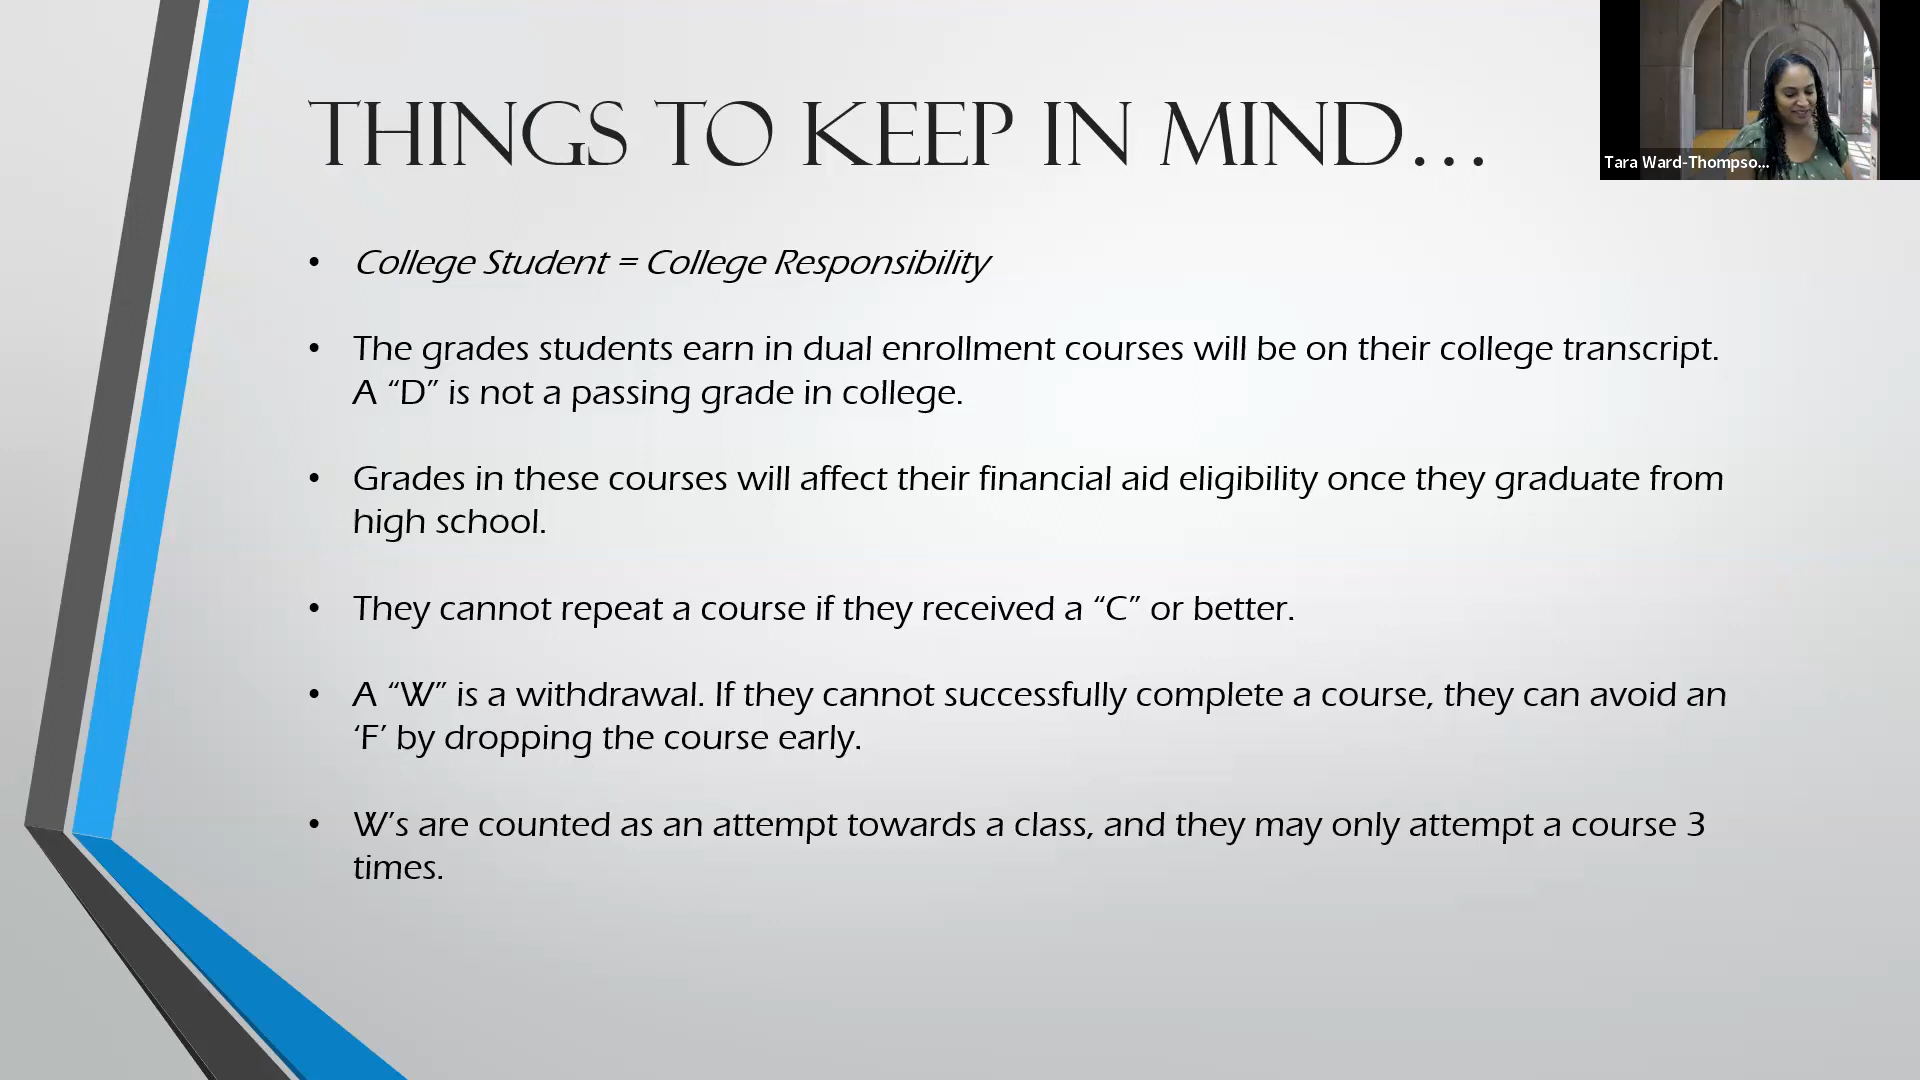 THINGS TO KEEP IN MIND…
Tara Ward-Thompso...
• College Student = College Responsibility
• The grades students earn in dual enrollment courses will be on their college transcript.
A “D” is not a passing grade in college.
• Grades in these courses will affect their financial aid eligibility once they graduate from
high school.
• They cannot repeat a course if they received a “C” or better.
• A “W” is a withdrawal. If they cannot successfully complete a course, they can avoid an
‘F’ by dropping the course early.
• W’s are counted as an attempt towards a class, and they may only attempt a course 3
times.